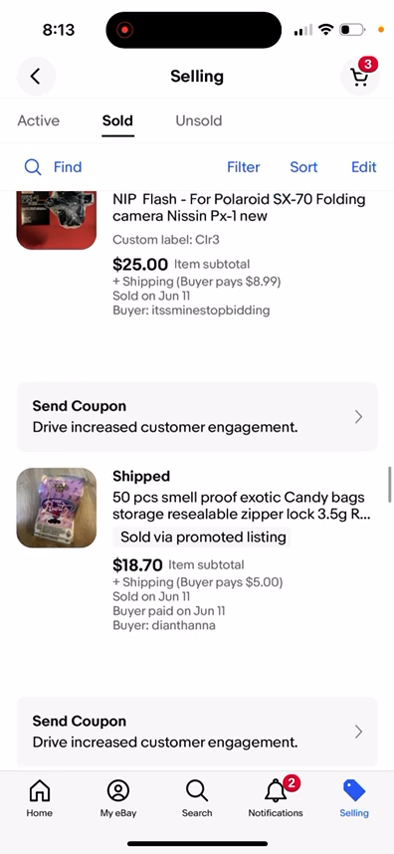 8:13
Selling
3
Active Sold Unsold
Find Filter Sort Edit
NIP Flash - For Polaroid SX-70 Folding
camera Nissin Px-1 new
Custom label: Clr3
$25.00 Item subtotal
+ Shipping (Buyer pays $8.99)
Sold on Jun 11
Buyer: itssminestopbidding
Send Coupon
Drive increased customer engagement.
Shipped
50 pcs smell proof exotic Candy bags
storage resealable zipper lock 3.5g R...
Sold via promoted listing
$18.70 Item subtotal
+ Shipping (Buyer pays $5.00)
Sold on Jun 11
Buyer paid on Jun 11
Buyer: dianthanna
Send Coupon
Drive increased customer engagement.
2
Home My eBay Search Notifications Selling